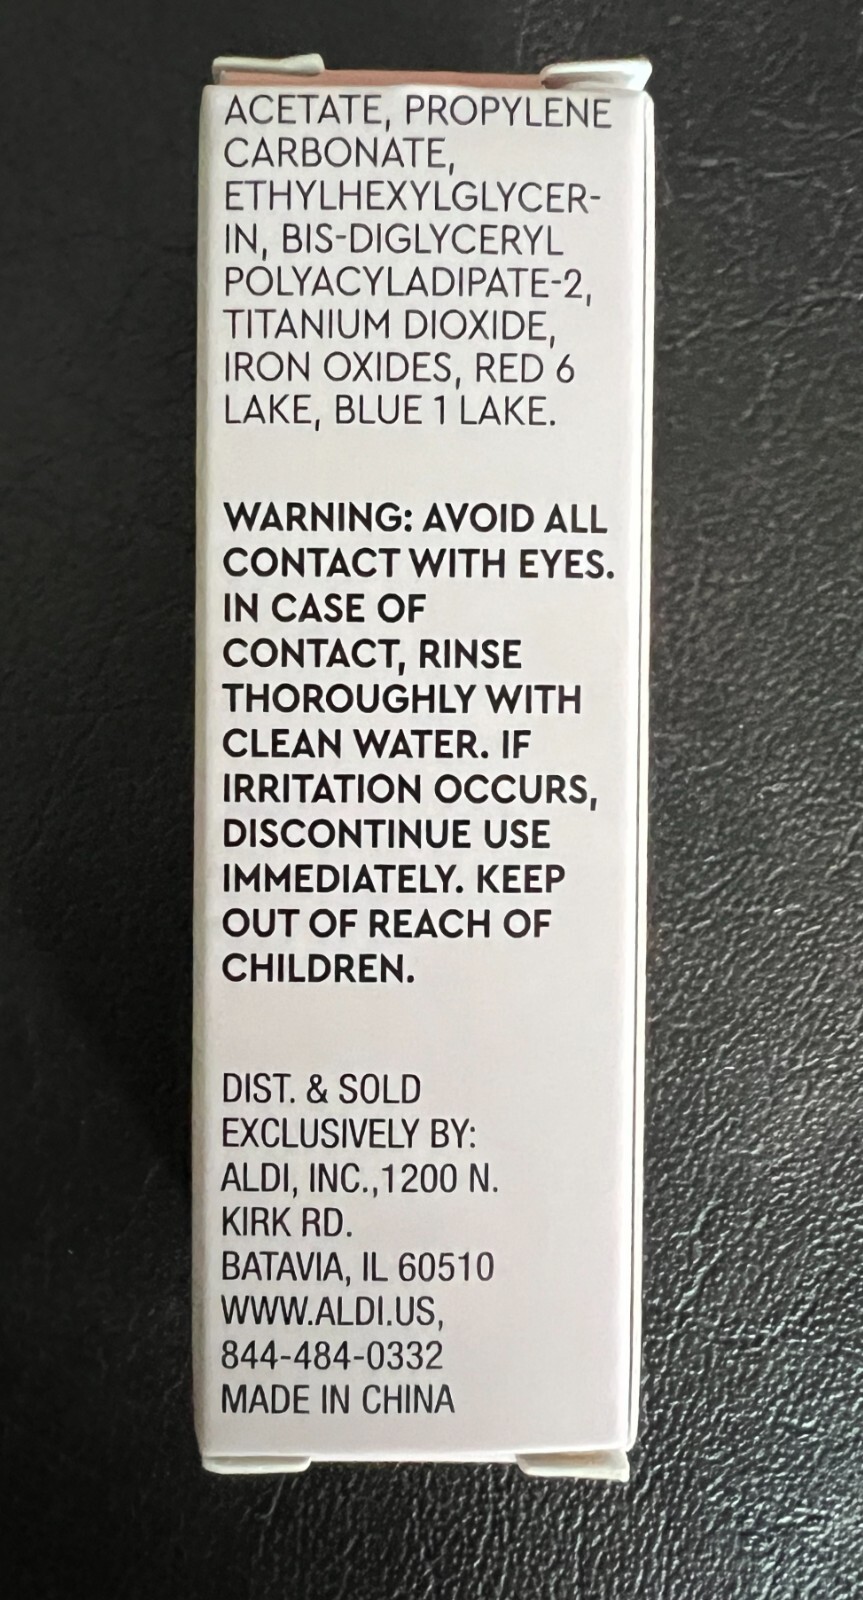 ACETATE, PROPYLENE
CARBONATE,
ETHYLHEXYLGLYCER-
IN, BIS-DIGLYCERYL
POLYACYLADIPATE-2,
TITANIUM DIOXIDE,
IRON OXIDES, RED 6
LAKE, BLUE 1 LAKE.
WARNING: AVOID ALL
CONTACT WITH EYES.
IN CASE OF
CONTACT, RINSE
THOROUGHLY WITH
CLEAN WATER. IF
IRRITATION OCCURS,
DISCONTINUE USE
IMMEDIATELY. KEEP
OUT OF REACH OF
CHILDREN.
DIST. & SOLD
EXCLUSIVELY BY:
ALDI, INC.,1200 N.
KIRK RD.
BATAVIA, IL 60510
WWW.ALDI.US,
844-484-0332
MADE IN CHINA